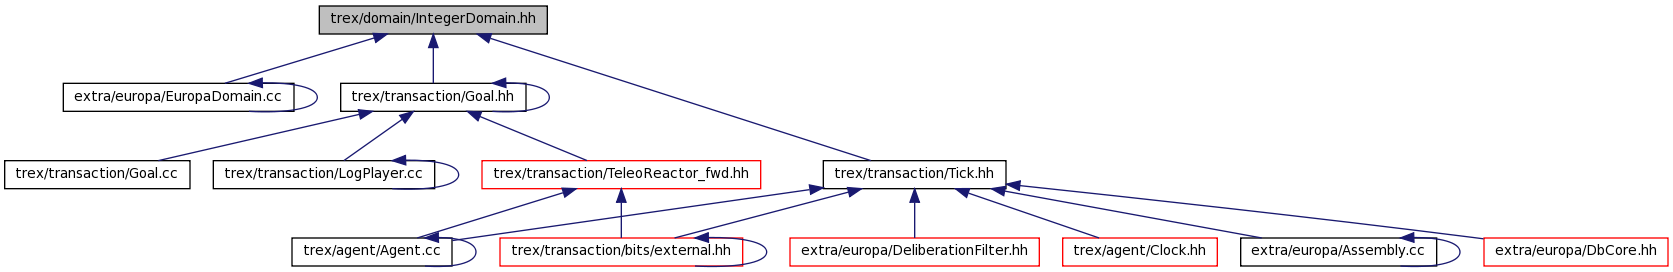 trex/domain/IntegerDomain.hh
extra/europa/EuropaDomain.cc
trex/transaction/Goal.hh
trex/transaction/Goal.cc
trex/transaction/LogPlayer.cc
trex/transaction/TeleoReactor_fwd.hh
trex/transaction/Tick.hh
trex/agent/Agent.cc
trex/transaction/bits/external.hh
extra/europa/DeliberationFilter.hh
trex/agent/Clock.hh
extra/europa/Assembly.cc
extra/europa/DbCore.hh